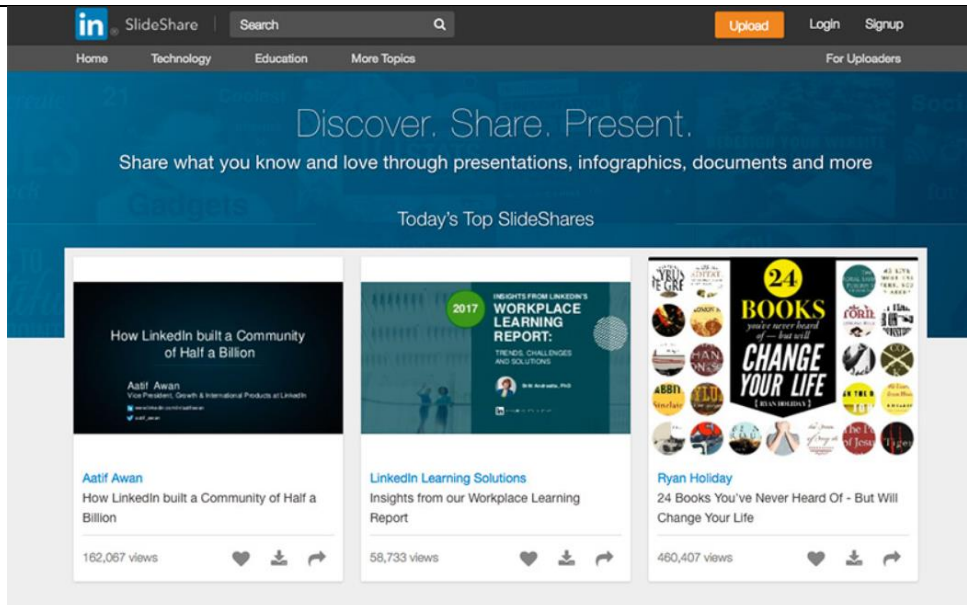 in SlideShare Search Upload Login Signup
Home Technology Education More Topics For Uploaders
Discover. Share. Present.
Share what you know and love through presentations, infographics, documents and more
Gadgets
Today's Top SlideShares
How LinkedIn built a Community
of Half a Billion
Aatif Awan
Vice President, Growth & International Products at LinkedIn
Aatif Awan
How LinkedIn built a Community of Half a
Billion
162,067 views
2017
INSIGHTS FROM LINKEDIN'S
WORKPLACE
LEARNING
REPORT:
TRENDS, CHALLENGES
AND SOLUTIONS
in
LinkedIn Learning Solutions
Insights from our Workplace Learning
Report
58,733 views
24
BOOKS
you've never heard
of — but will
CHANGE
YOUR LIFE
[ RYAN HOLIDAY ]
Ryan Holiday
24 Books You've Never Heard Of - But Will
Change Your Life
460,407 views